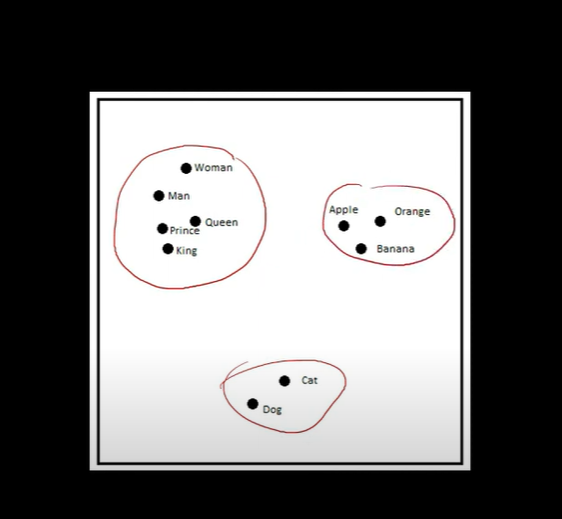 Woman
Man
Queen
Prince
King
Apple
Orange
Banana
Cat
Dog